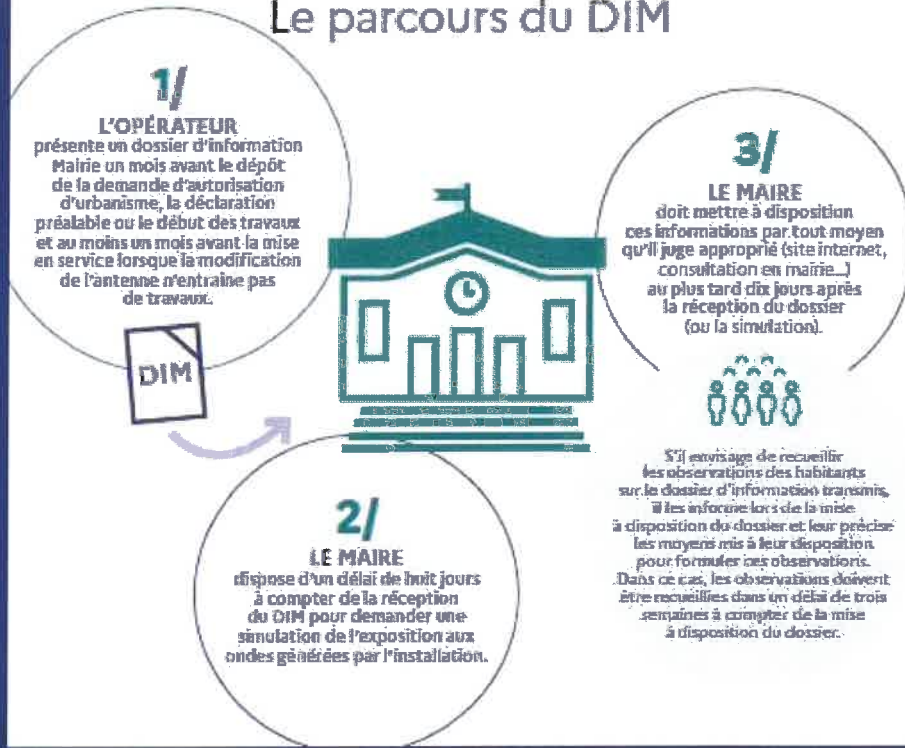 Le parcours du DIM
1/
L'OPÉRATEUR
présente un dossier d'information
Mairie un mois avant le dépôt
de la demande d'autorisation
d'urbanisme, la déclaration
préalable ou le début des travaux
et au moins un mois avant la mise
en service lorsque la modification
de l'antenne n'entraine pas
de travaux.
DIM
2/
LE MAIRE
dispose d'un délai de huit jours
à compter de la réception
du DIM pour demander une
simulation de l'exposition aux
ondes générées par l'installation.
3/
LE MAIRE
doit mettre à disposition
ces informations par tout moyen
qu'il juge approprié (site internet,
consultation en mairie...)
au plus tard dix jours après
la réception du dossier
(ou la simulation).
S'il envisage de recueillir
les observations des habitants
sur le dossier d'information transmis,
il les informe lors de la mise
à disposition du dossier et leur précise
les moyens mis à leur disposition
pour formuler ces observations.
Dans ce cas, les observations doivent
être recueillies dans un délai de trois
semaines à compter de la mise
à disposition du dossier.